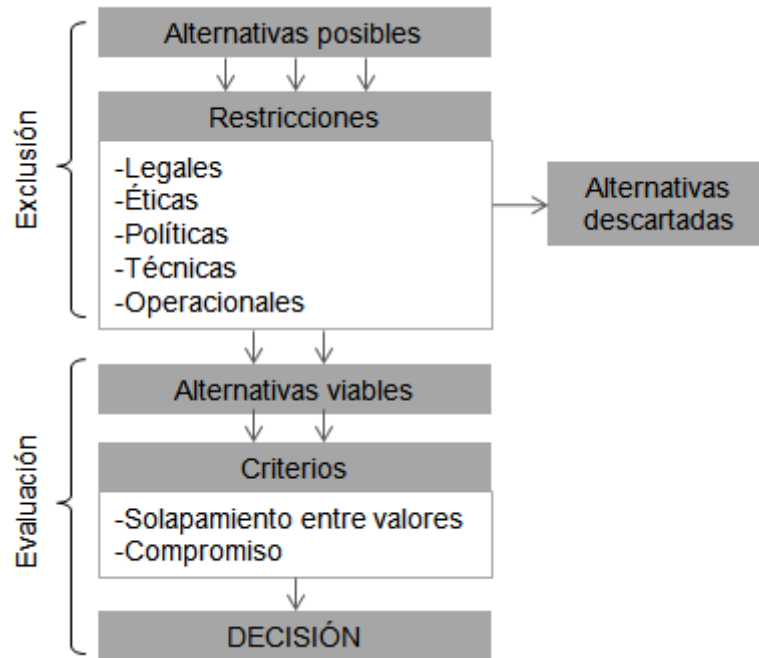 Exclusión
Alternativas posibles
Restricciones
-Legales
-Éticas
-Políticas
-Técnicas
-Operacionales
Alternativas
descartadas
Evaluación
Alternativas viables
Criterios
-Solapamiento entre valores
-Compromiso
DECISIÓN